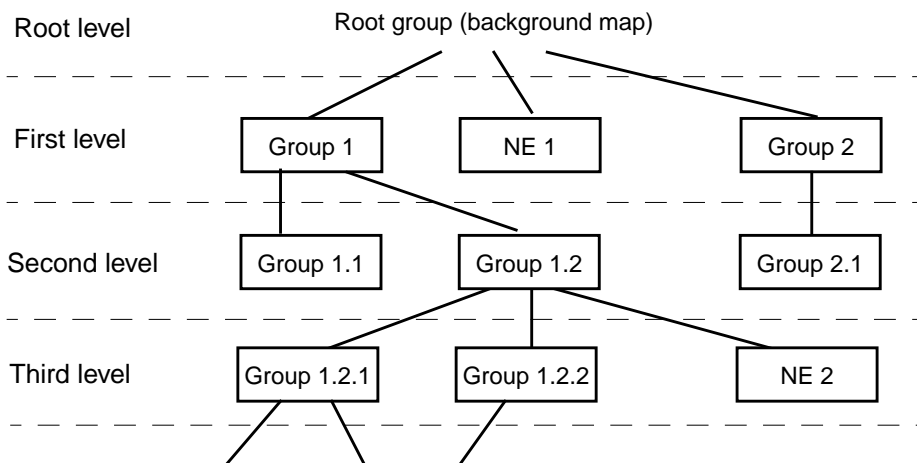 Root level
Root group (background map)
First level
Group 1
NE 1
Group 2
Second level
Group 1.1
Group 1.2
Group 2.1
Third level
Group 1.2.1
Group 1.2.2
NE 2